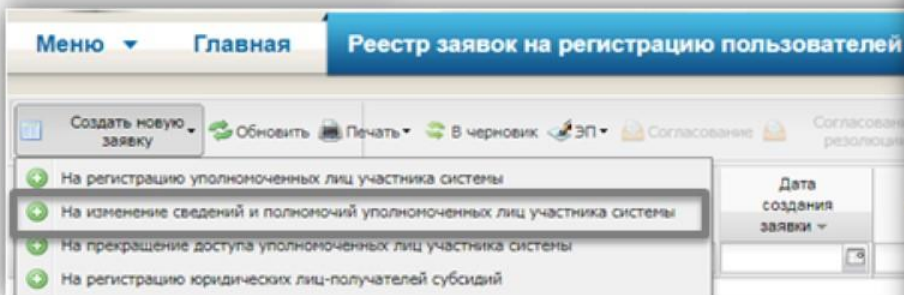 Меню Главная Реестр заявок на регистрацию пользователей
Создать новую заявку Обновить Печать В черновик ЭП Согласование
На регистрацию уполномоченных лиц участника системы
На изменение сведений и полномочий уполномоченных лиц участника системы
На прекращение доступа уполномоченных лиц участника системы
На регистрацию юридических лиц-получателей субсидий
Дата
создания
заявки